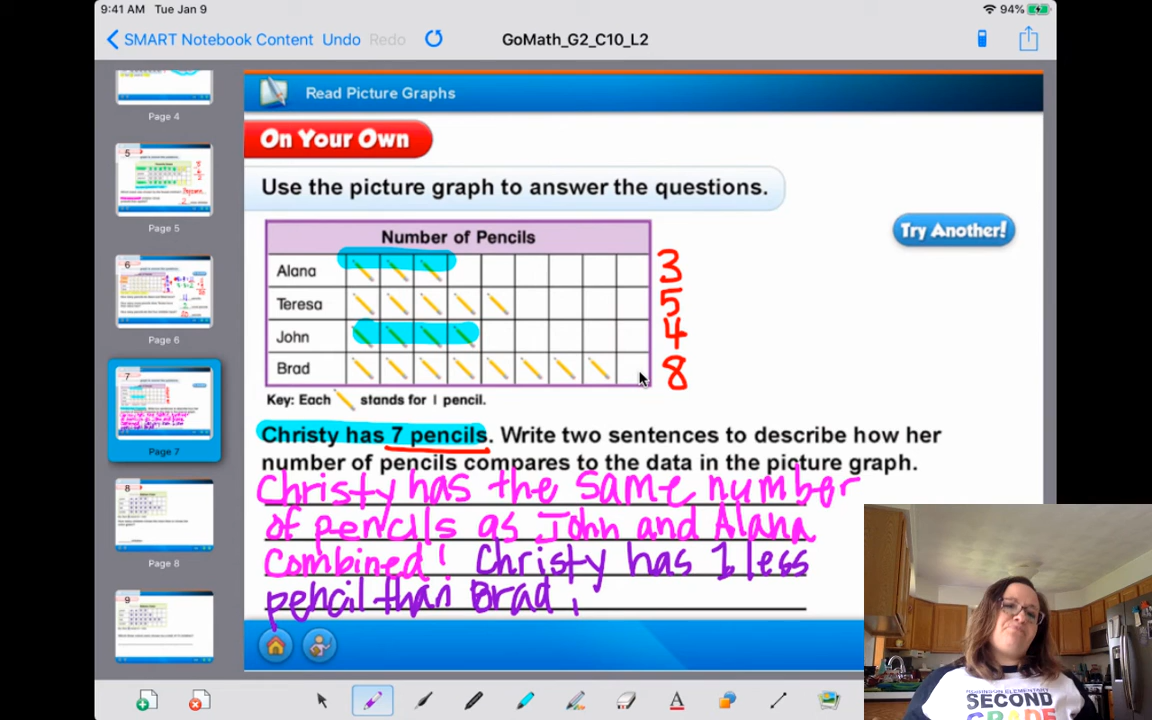 9:41 AM Tue Jan 9
94%
SMART Notebook Content Undo Redo
GoMath_G2_C10_L2
Page 4
5
Page 5
6
Page 6
7
Page 7
8
Page 8
9
Read Picture Graphs
On Your Own
Use the picture graph to answer the questions.
Try Another!
Number of Pencils
Alana 3
Teresa 5
John 4
Brad 8
Key: Each stands for 1 pencil.
Christy has 7 pencils. Write two sentences to describe how her
number of pencils compares to the data in the picture graph.
Christy has the same number
of pencils as John and Alana
combined! Christy has 1 less
pencil than Brad
SECOND
GRADE
A